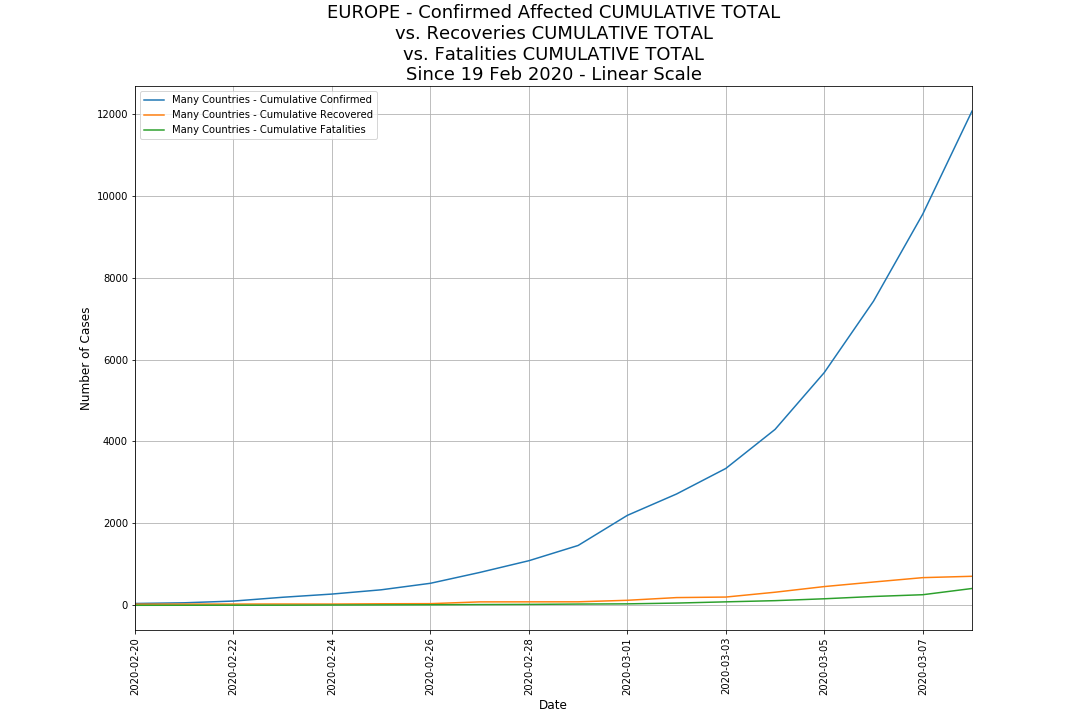 EUROPE - Confirmed Affected CUMULATIVE TOTAL
vs. Recoveries CUMULATIVE TOTAL
vs. Fatalities CUMULATIVE TOTAL
Since 19 Feb 2020 - Linear Scale
Many Countries - Cumulative Confirmed
Many Countries - Cumulative Recovered
Many Countries - Cumulative Fatalities
12000
10000
8000
6000
4000
2000
0
Number of Cases
2020-02-20
2020-02-22
2020-02-24
2020-02-26
2020-02-28
2020-03-01
2020-03-03
2020-03-05
2020-03-07
Date